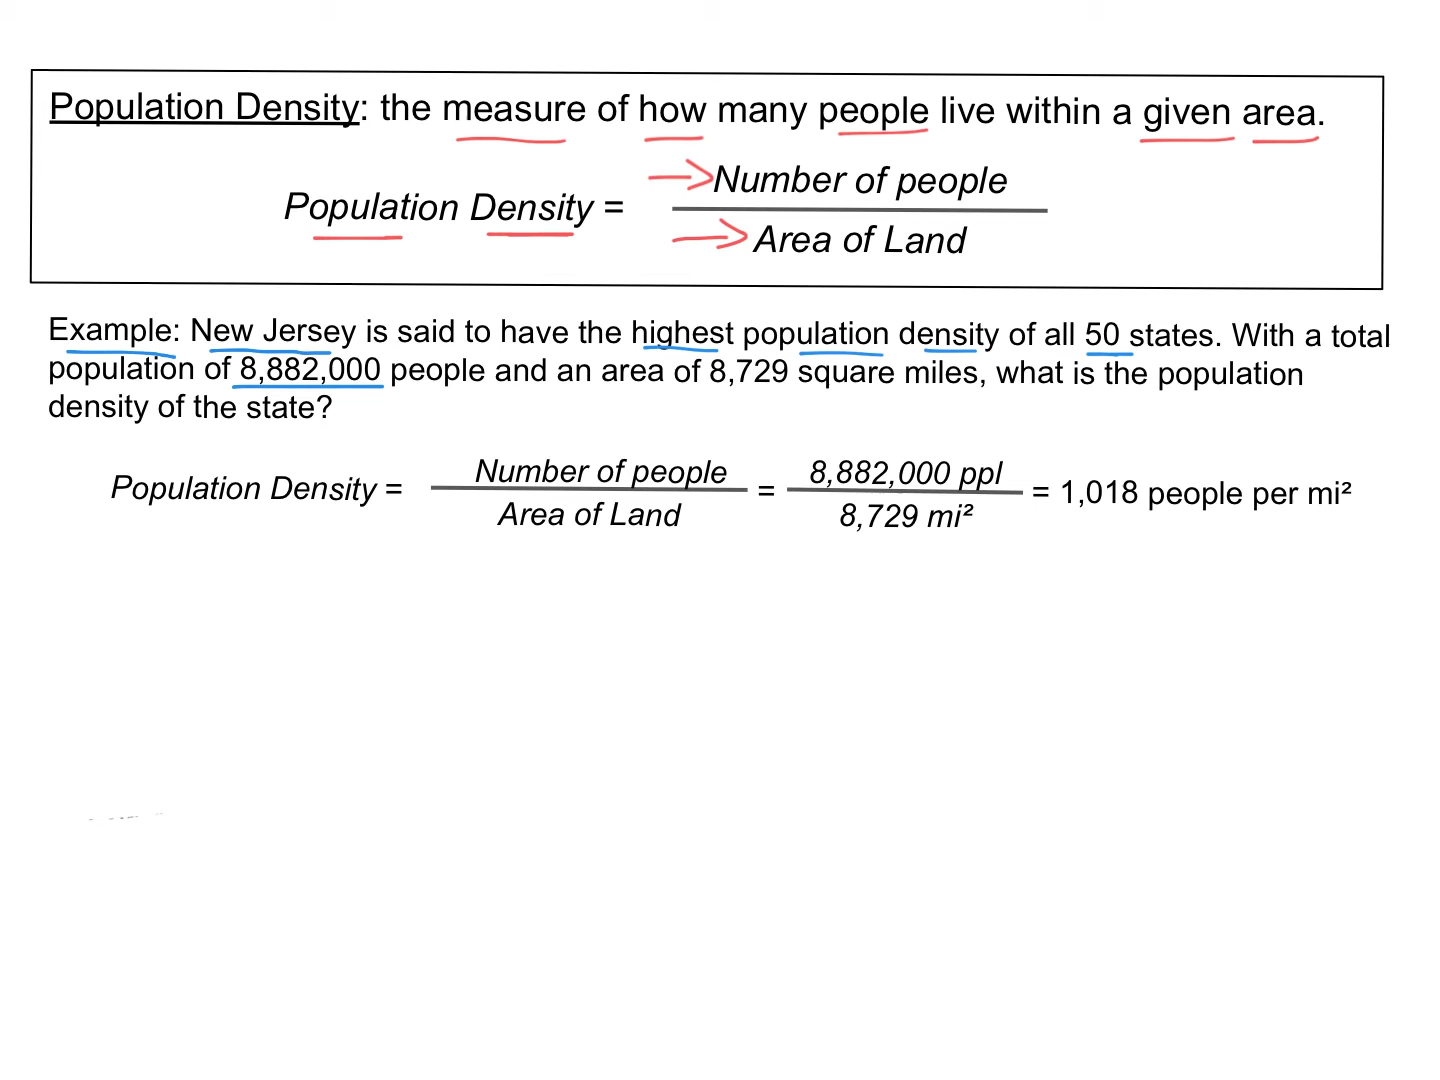 Population Density: the measure of how many people live within a given area.
Population Density = Number of people
Area of Land
Example: New Jersey is said to have the highest population density of all 50 states. With a total
population of 8,882,000 people and an area of 8,729 square miles, what is the population
density of the state?
Population Density = Number of people = 8,882,000 ppl = 1,018 people per mi²
Area of Land 8,729 mi²